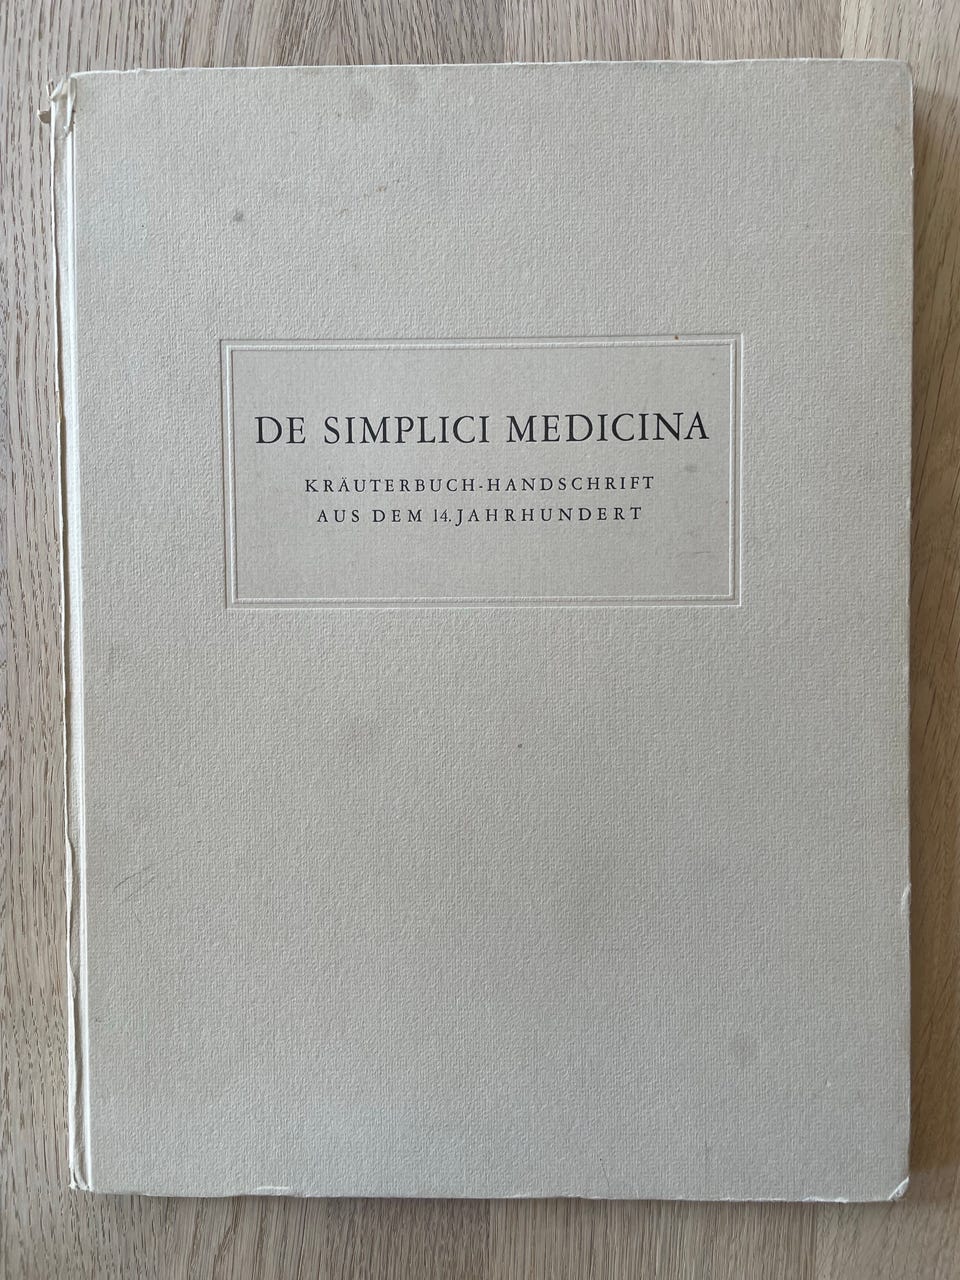 DE SIMPLICI MEDICINA
KRÄUTERBUCH-HANDSCHRIFT
AUS DEM 14. JAHRHUNDERT